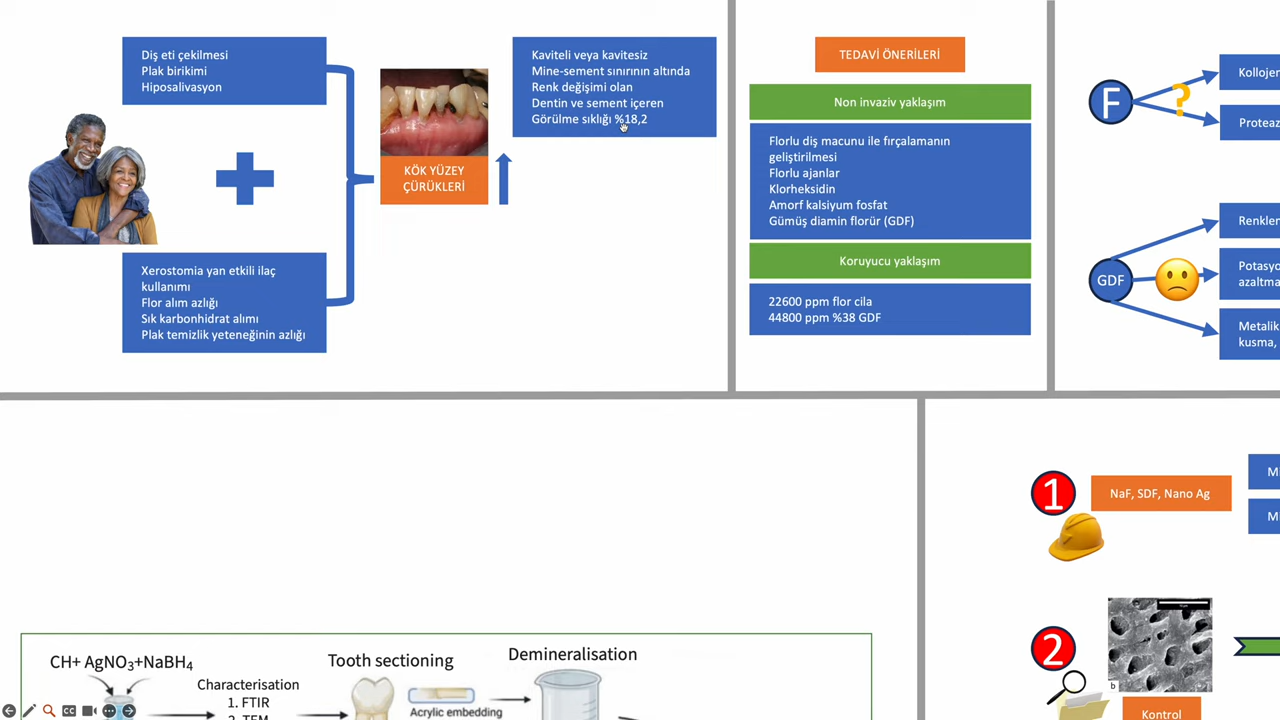 Diş eti çekilmesi
Plak birikimi
Hiposalivasyon
Xerostomia yan etkili ilaç
kullanımı
Flor alım azlığı
Sık karbonhidrat alımı
Plak temizlik yeteneğinin azlığı
KÖK YÜZEY
ÇÜRÜKLERİ
Kaviteli veya kavitesiz
Mine-sement sınırının altında
Renk değişimi olan
Dentin ve sement içeren
Görülme sıklığı %18,2
TEDAVİ ÖNERİLERİ
Non invaziv yaklaşım
Florlu diş macunu ile fırçalamanın
geliştirilmesi
Florlu ajanlar
Klorheksidin
Amorf kalsiyum fosfat
Gümüş diamin florür (GDF)
Koruyucu yaklaşım
22600 ppm flor cila
44800 ppm %38 GDF
F
?
Kollojen
Proteaz
GDF
Renklen
Potasyo
azaltma
Metalik
kusma,
CH+ AgNO3+NaBH4
Characterisation
1. FTIR
2. TEM
Tooth sectioning
Acrylic embedding
Demineralisation
1
NaF, SDF, Nano Ag
2
b
Kontrol
CC